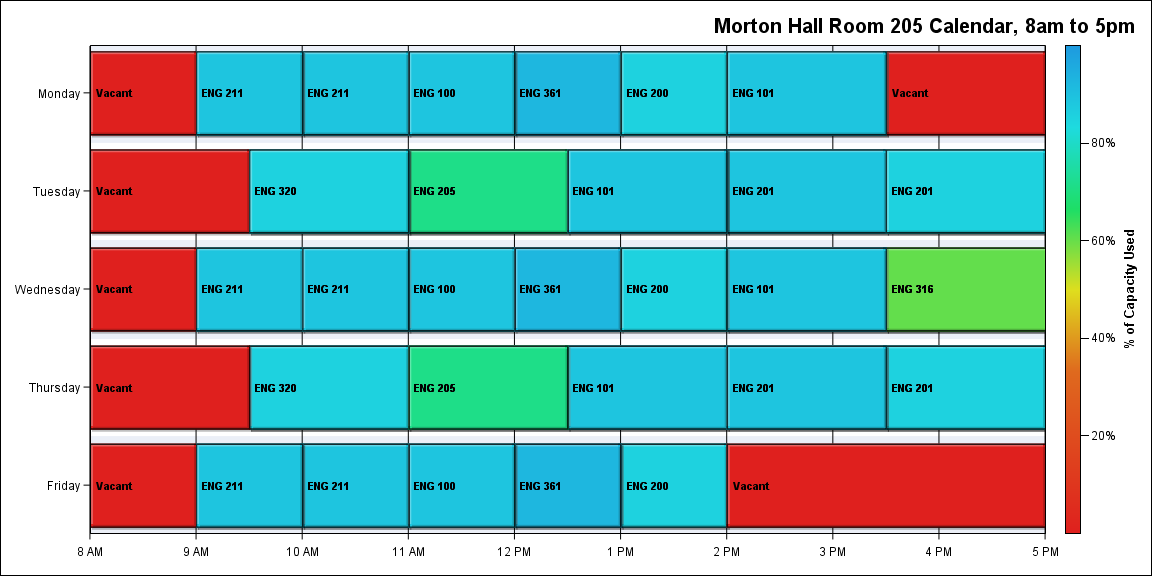 Morton Hall Room 205 Calendar, 8am to 5pm
Monday
Vacant
ENG 211
ENG 211
ENG 100
ENG 361
ENG 200
ENG 101
Vacant
Tuesday
Vacant
ENG 320
ENG 205
ENG 101
ENG 201
ENG 201
Wednesday
Vacant
ENG 211
ENG 211
ENG 100
ENG 361
ENG 200
ENG 101
ENG 316
Thursday
Vacant
ENG 320
ENG 205
ENG 101
ENG 201
ENG 201
Friday
Vacant
ENG 211
ENG 211
ENG 100
ENG 361
ENG 200
Vacant
8 AM
9 AM
10 AM
11 AM
12 PM
1 PM
2 PM
3 PM
4 PM
5 PM
80%
60%
40%
20%
% of Capacity Used